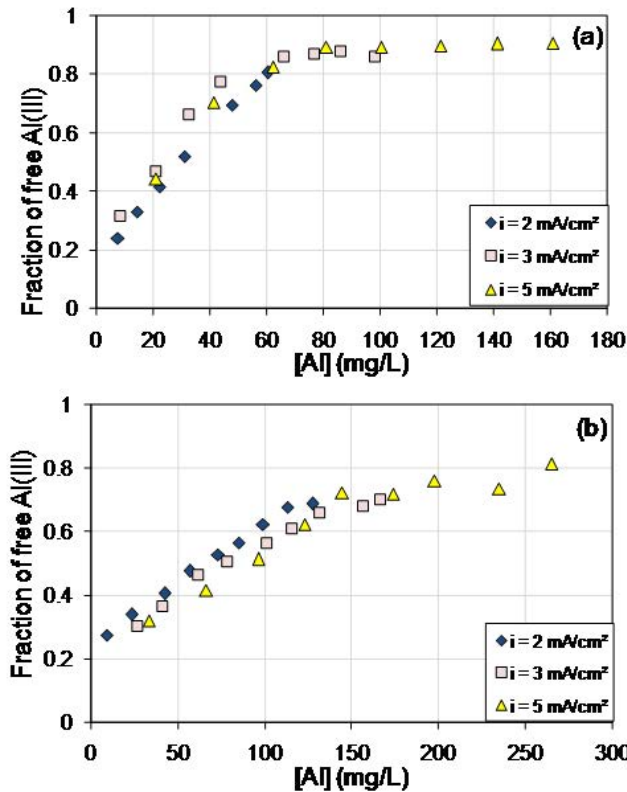 (a)
Fraction of free Al(III)
1
0.8
0.6
0.4
0.2
0
i = 2 mA/cm²
i = 3 mA/cm²
i = 5 mA/cm²
0 20 40 60 80 100 120 140 160 180
[Al] (mg/L)
(b)
Fraction of free Al(III)
1
0.8
0.6
0.4
0.2
0
i = 2 mA/cm²
i = 3 mA/cm²
i = 5 mA/cm²
0 50 100 150 200 250 300
[Al] (mg/L)